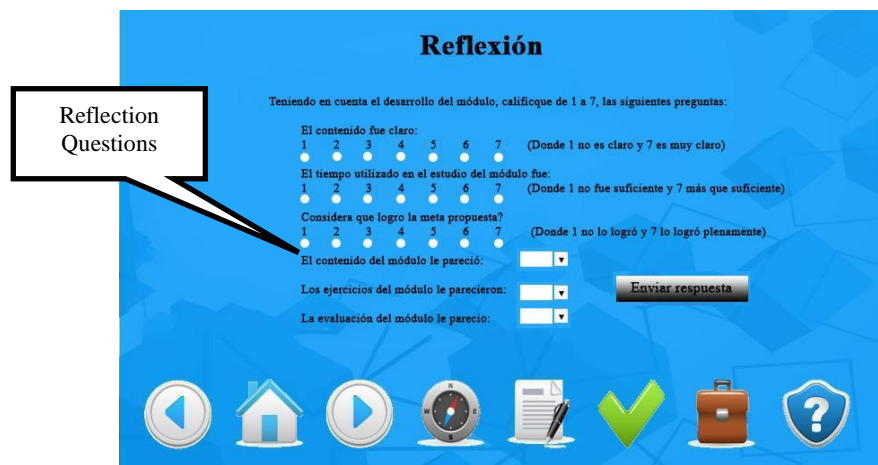 Reflexión
Reflection
Questions
Teniendo en cuenta el desarrollo del módulo, calificque de 1 a 7, las siguientes preguntas:
El contenido fue claro:
1 2 3 4 5 6 7 (Donde 1 no es claro y 7 es muy claro)
El tiempo utilizado en el estudio del módulo fue:
1 2 3 4 5 6 7 (Donde 1 no fue suficiente y 7 más que suficiente)
Considera que logro la meta propuesta?
1 2 3 4 5 6 7 (Donde 1 no lo logró y 7 lo logró plenamente)
El contenido del módulo le pareció:
Los ejercicios del módulo le parecieron:
Enviar respuesta
La evaluación del módulo le parecio:
N
W E
S
?